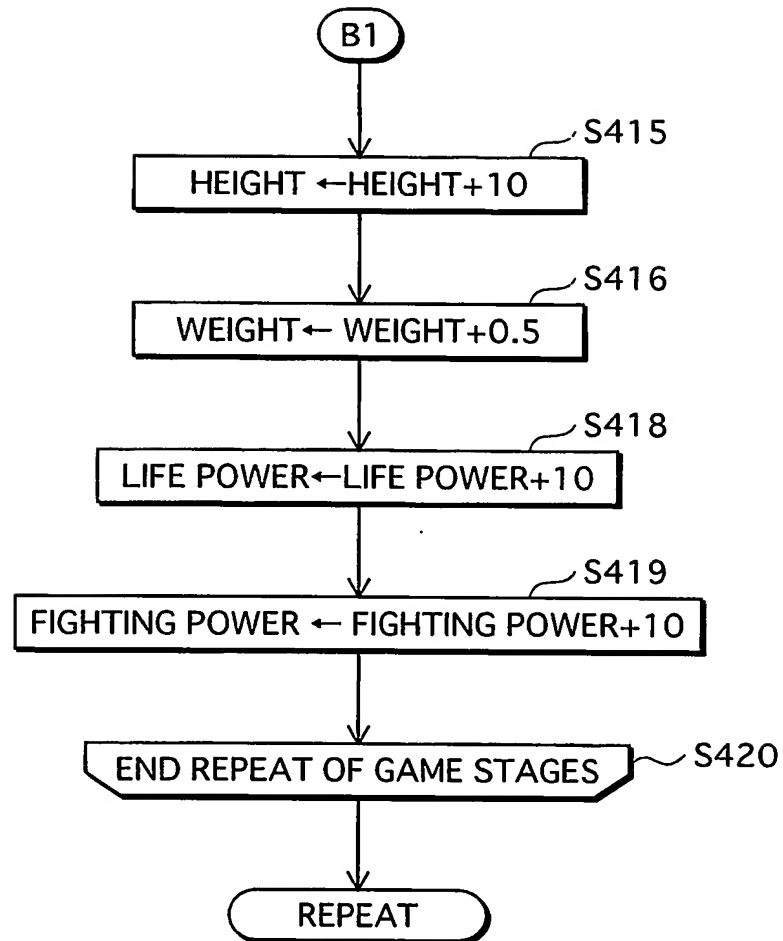 B1
S415
HEIGHT ←HEIGHT+10
S416
WEIGHT← WEIGHT+0.5
S418
LIFE POWER←LIFE POWER+10
S419
FIGHTING POWER ← FIGHTING POWER+10
END REPEAT OF GAME STAGES
S420
REPEAT